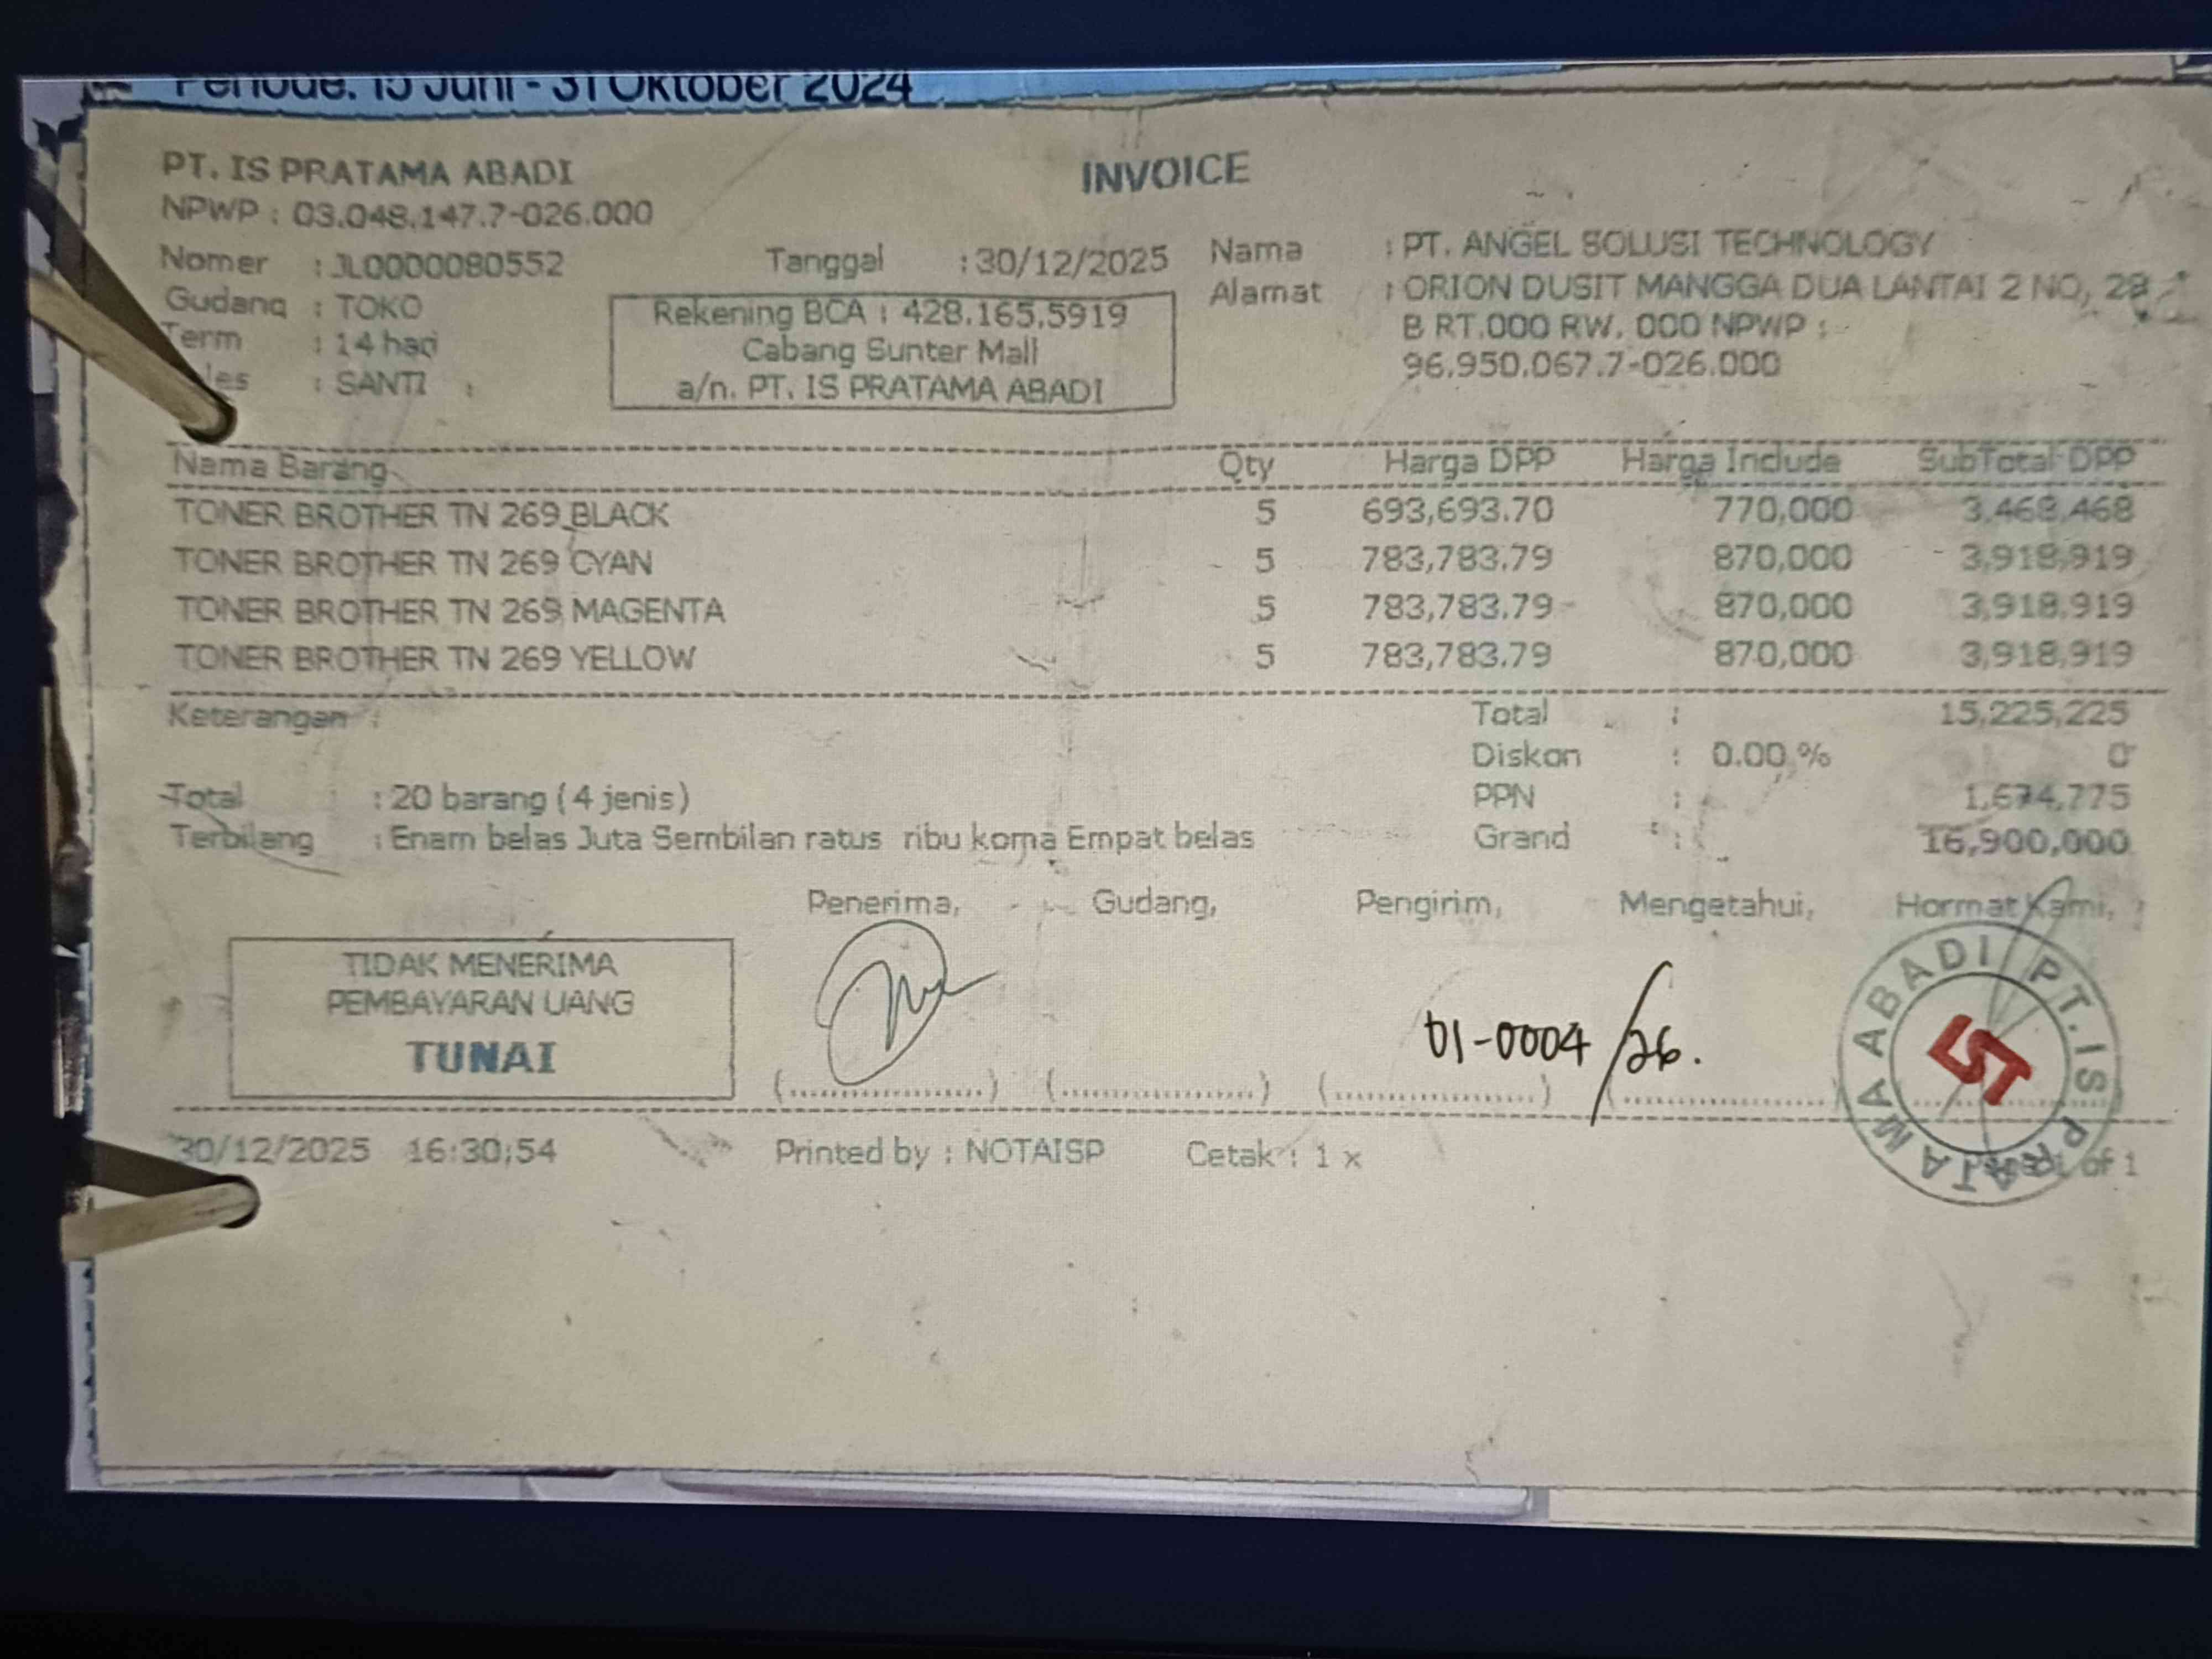 Periode: 15 Juni - 31 Oktober 2024
PT. IS PRATAMA ABADI
INVOICE
NPWP : 03.048.147.7-026.000
Nomer : JL0000080552
Tanggal : 30/12/2025
Nama : PT. ANGEL SOLUSI TECHNOLOGY
Gudang : TOKO
Alamat : ORION DUSIT MANGGA DUA LANTAI 2 NO, 28
B RT.000 RW. 000 NPWP :
96.950.067.7-026.000
Term : 14 hari
les : SANTI
Rekening BCA : 428.165.5919
Cabang Sunter Mall
a/n. PT. IS PRATAMA ABADI
Nama Barang Qty Harga DPP Harga Include SubTotal DPP
TONER BROTHER TN 269 BLACK 5 693,693.70 770,000 3,468,468
TONER BROTHER TN 269 CYAN 5 783,783.79 870,000 3,918,919
TONER BROTHER TN 269 MAGENTA 5 783,783.79 870,000 3,918,919
TONER BROTHER TN 269 YELLOW 5 783,783.79 870,000 3,918,919
Keterangan :
Total : 15,225,225
Diskon : 0.00 % 0
Total : 20 barang ( 4 jenis )
PPN : 1,674,775
Terbilang : Enam belas Juta Sembilan ratus ribu koma Empat belas
Grand : 16,900,000
Penerima, Gudang, Pengirim, Mengetahui, Hormat Kami,
TIDAK MENERIMA
PEMBAYARAN UANG
TUNAI
01-0004/26.
PT. IS PRATAMA ABADI
30/12/2025 16:30:54 Printed by : NOTAISP Cetak : 1 x of 1